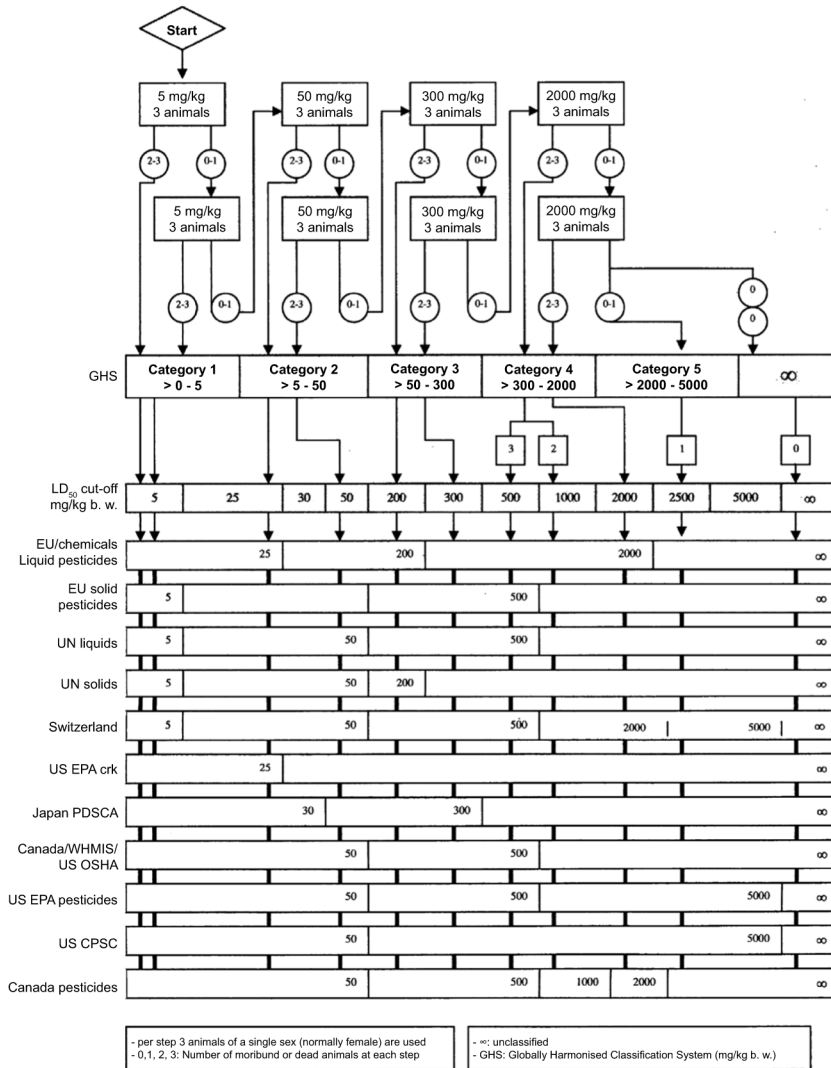 Start
5 mg/kg
3 animals
50 mg/kg
3 animals
300 mg/kg
3 animals
2000 mg/kg
3 animals
2-3
0-1
2-3
0-1
2-3
0-1
2-3
0-1
5 mg/kg
3 animals
50 mg/kg
3 animals
300 mg/kg
3 animals
2000 mg/kg
3 animals
2-3
0-1
2-3
0-1
2-3
0-1
2-3
0-1
0
0
GHS
Category 1
> 0 - 5
Category 2
> 5 - 50
Category 3
> 50 - 300
Category 4
> 300 - 2000
Category 5
> 2000 - 5000
∞
3
2
1
0
LD50 cut-off
mg/kg b. w.
5 25 30 50 200 300 500 1000 2000 2500 5000 ∞
EU/chemicals
Liquid pesticides
25 200 2000 ∞
EU solid
pesticides
5 500 ∞
UN liquids
5 50 500 ∞
UN solids
5 50 200 ∞
Switzerland
5 50 500 2000 5000 ∞
US EPA crk
25 ∞
Japan PDSCA
30 300 ∞
Canada/WHMIS/
US OSHA
50 500 ∞
US EPA pesticides
50 500 5000 ∞
US CPSC
50 5000 ∞
Canada pesticides
50 500 1000 2000 ∞
- per step 3 animals of a single sex (normally female) are used
- 0,1, 2, 3: Number of moribund or dead animals at each step
- ∞: unclassified
- GHS: Globally Harmonised Classification System (mg/kg b. w.)